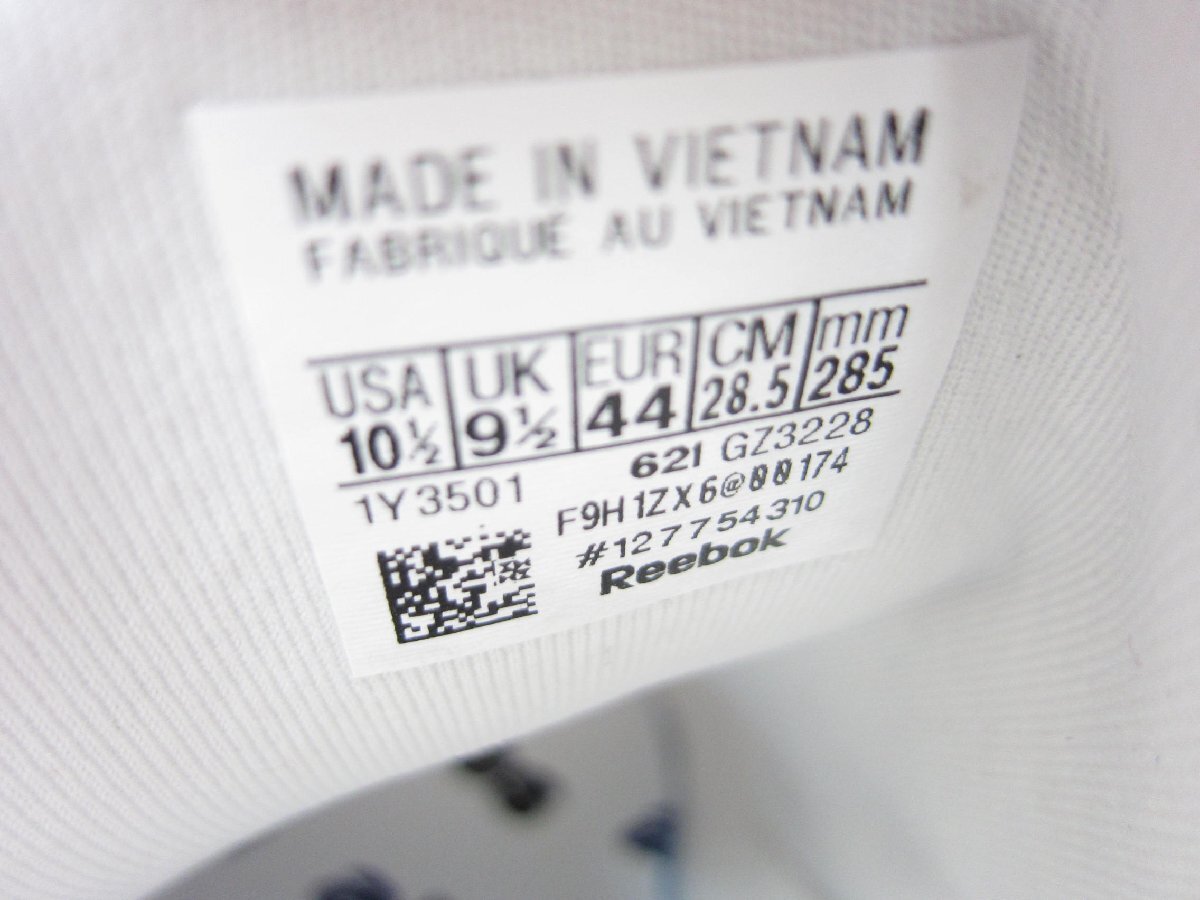 MADE IN VIETNAM
FABRIQUÉ AU VIETNAM
USA UK EUR CM mm
10½ 9½ 44 28.5 285
1Y3501 621 GZ3228
F9H1ZX6@00174
#127754310
Reebok